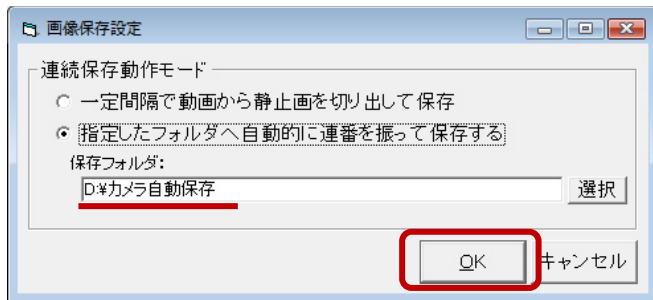 画像保存設定
連続保存動作モード
一定間隔で動画から静止画を切り出して保存
指定したフォルダへ自動的に連番を振って保存する
保存フォルダ:
D:¥カメラ自動保存
選択
OK キャンセル